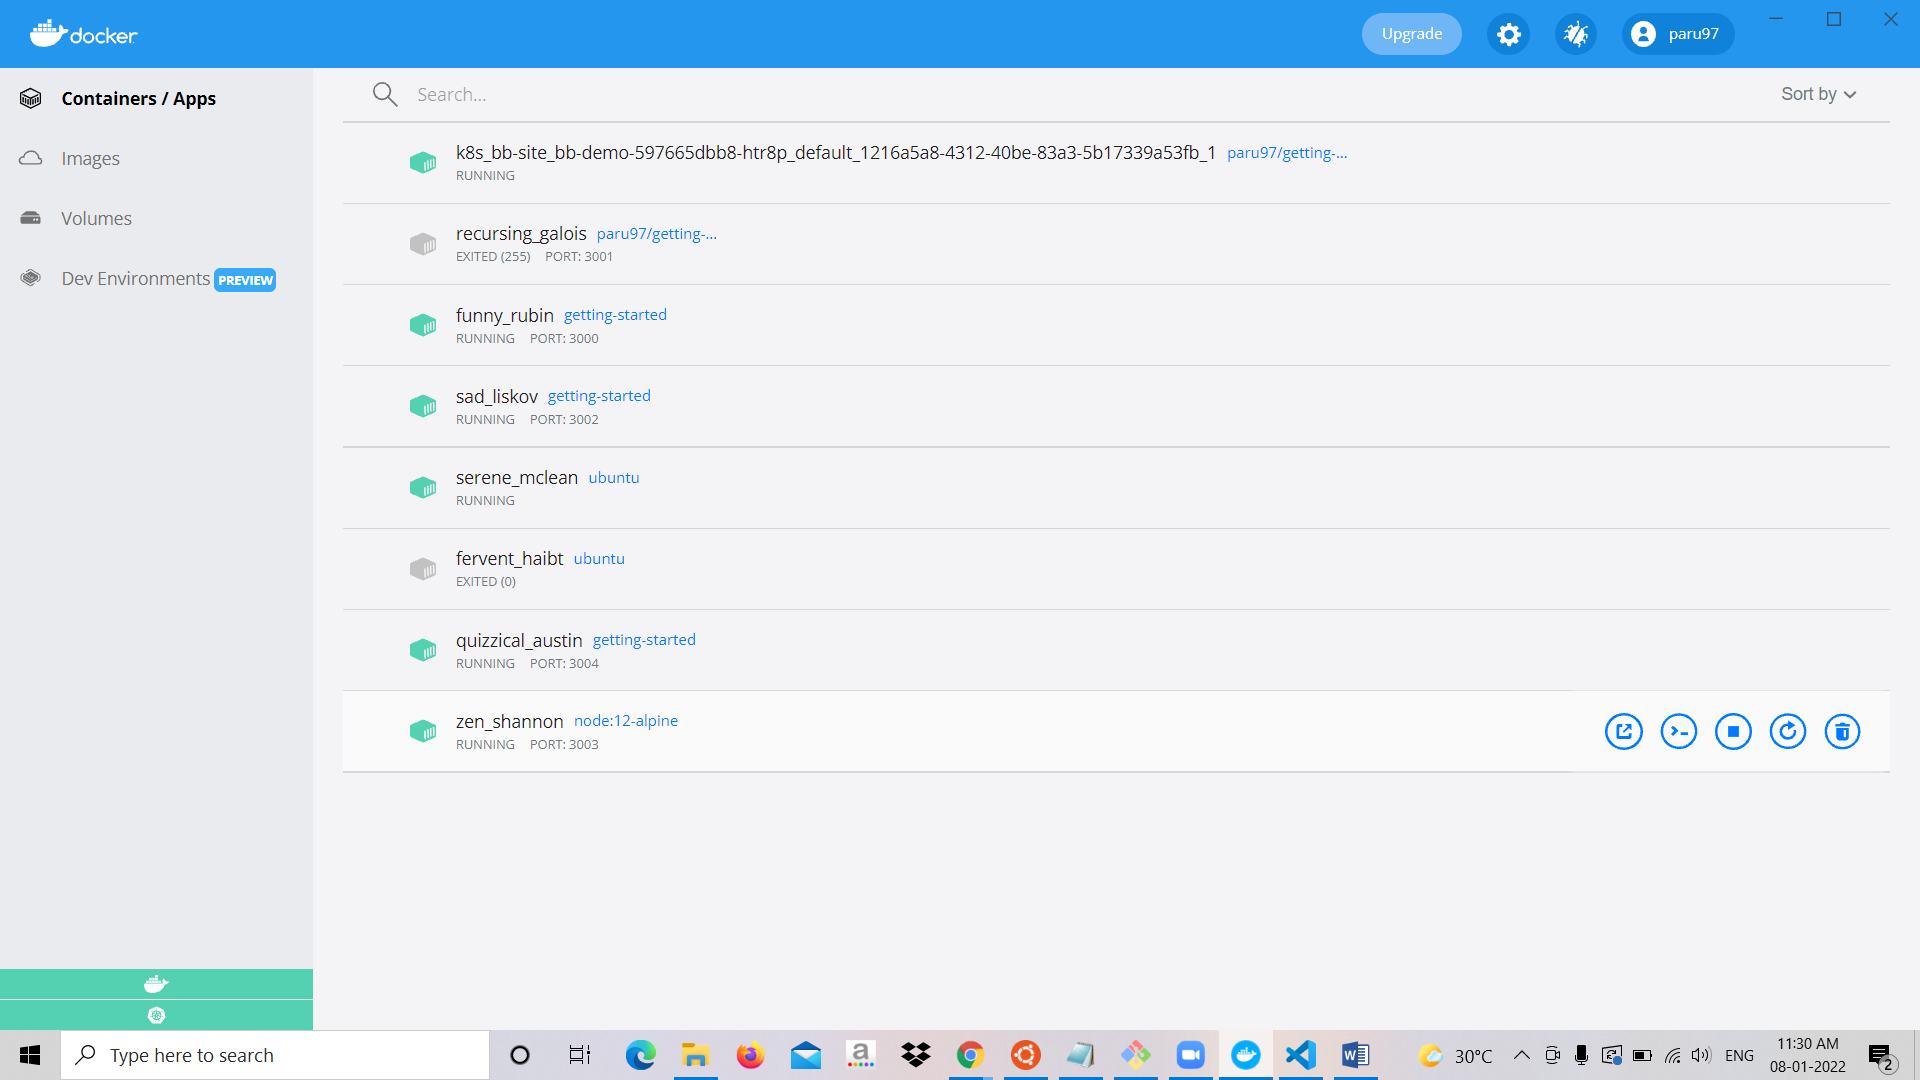 docker
Upgrade
paru97
Containers / Apps
Images
Volumes
Dev Environments PREVIEW
Search...
Sort by
k8s_bb-site_bb-demo-597665dbb8-htr8p_default_1216a5a8-4312-40be-83a3-5b17339a53fb_1 paru97/getting-...
RUNNING
recursing_galois paru97/getting-...
EXITED (255) PORT: 3001
funny_rubin getting-started
RUNNING PORT: 3000
sad_liskov getting-started
RUNNING PORT: 3002
serene_mclean ubuntu
RUNNING
fervent_haibt ubuntu
EXITED (0)
quizzical_austin getting-started
RUNNING PORT: 3004
zen_shannon node:12-alpine
RUNNING PORT: 3003
Type here to search
a
W
30°C
ENG
11:30 AM
08-01-2022
2